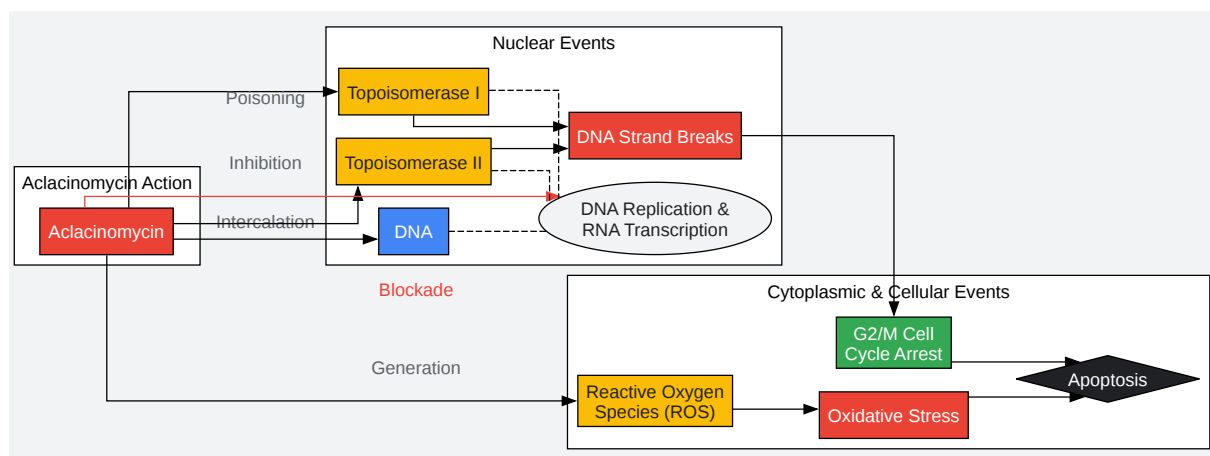 Nuclear Events
Poisoning
Topoisomerase I
DNA Strand Breaks
Inhibition
Topoisomerase II
Aclacinomycin Action
Aclacinomycin
Intercalation
DNA
DNA Replication &
RNA Transcription
Blockade
Cytoplasmic & Cellular Events
G2/M Cell
Cycle Arrest
Generation
Apoptosis
Reactive Oxygen
Species (ROS)
Oxidative Stress